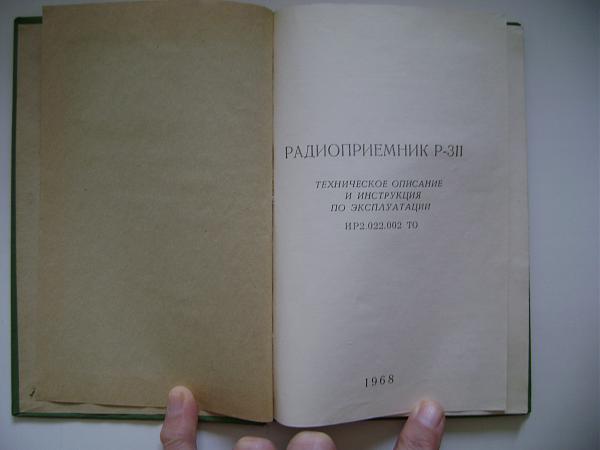 РАДИОПРИЕМНИК Р-311
ТЕХНИЧЕСКОЕ ОПИСАНИЕ
И ИНСТРУКЦИЯ
ПО ЭКСПЛУАТАЦИИ
ИР2.022.002 ТО
1968